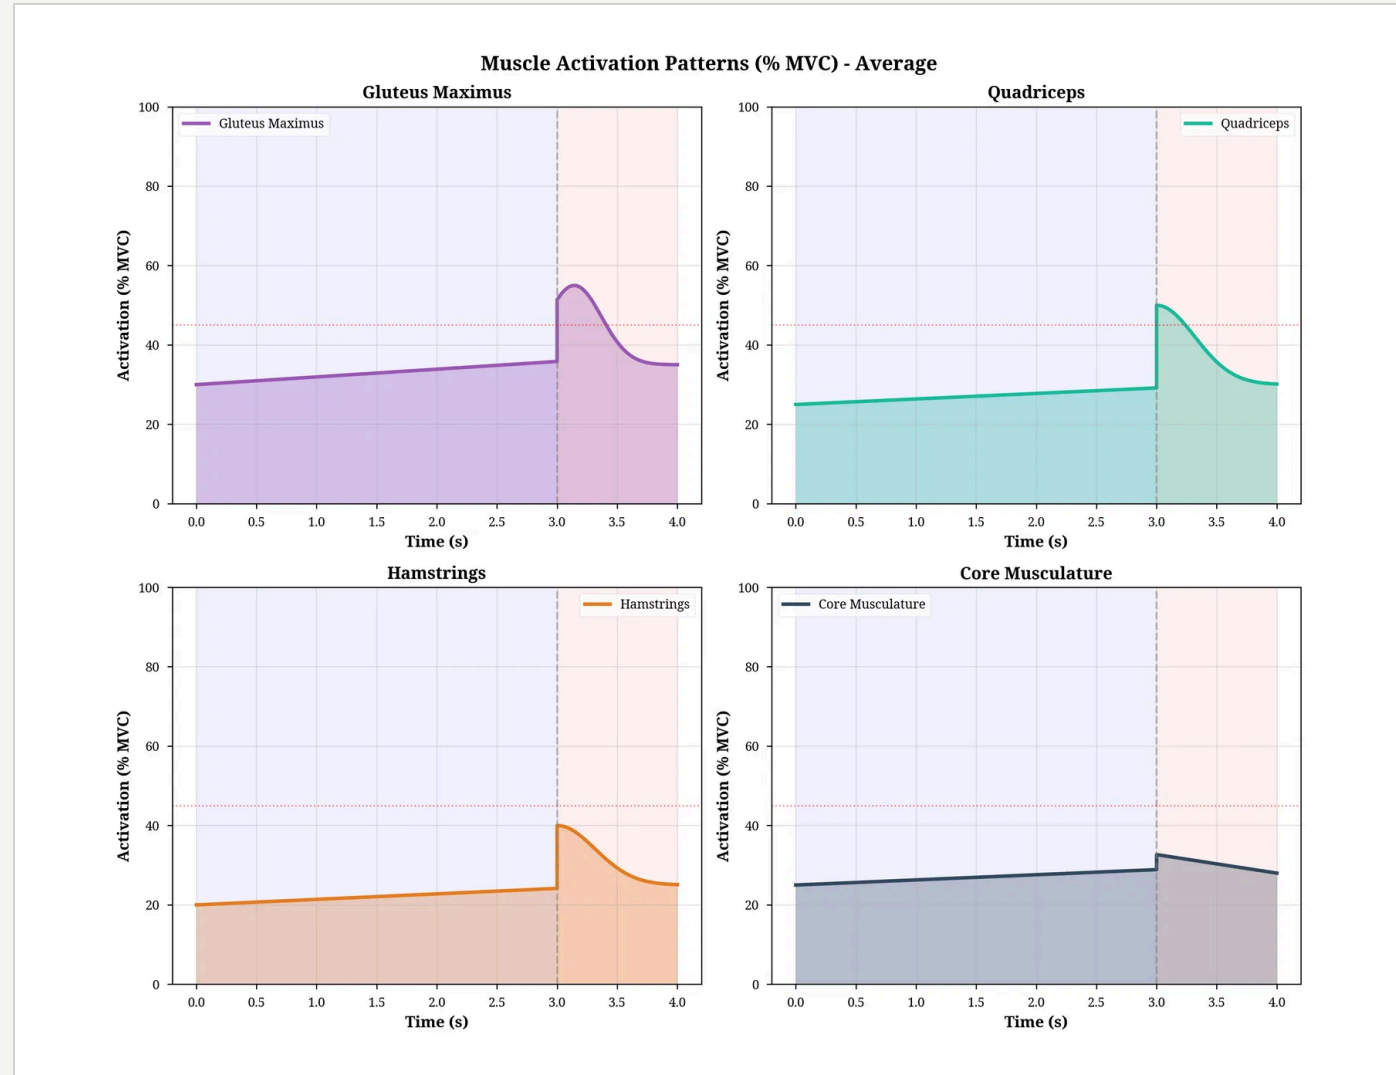 Muscle Activation Patterns (% MVC) - Average
Gluteus Maximus
Gluteus Maximus
Activation (% MVC)
100
80
60
40
20
0
0.0 0.5 1.0 1.5 2.0 2.5 3.0 3.5 4.0
Time (s)
Quadriceps
Quadriceps
Activation (% MVC)
100
80
60
40
20
0
0.0 0.5 1.0 1.5 2.0 2.5 3.0 3.5 4.0
Time (s)
Hamstrings
Hamstrings
Activation (% MVC)
100
80
60
40
20
0
0.0 0.5 1.0 1.5 2.0 2.5 3.0 3.5 4.0
Time (s)
Core Musculature
Core Musculature
Activation (% MVC)
100
80
60
40
20
0
0.0 0.5 1.0 1.5 2.0 2.5 3.0 3.5 4.0
Time (s)